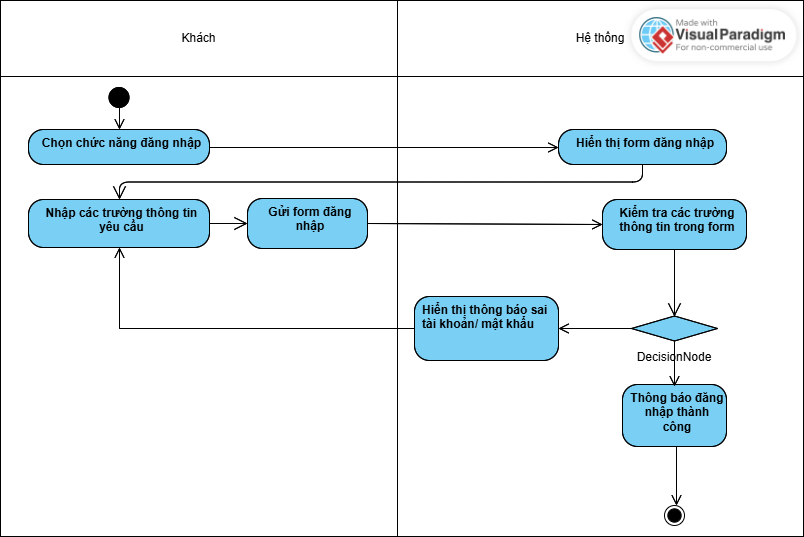 Khách
Hệ thống
Made with
VisualParadigm
For non-commercial use
Chọn chức năng đăng nhập
Hiển thị form đăng nhập
Nhập các trường thông tin
yêu cầu
Gửi form đăng
nhập
Kiểm tra các trường
thông tin trong form
Hiển thị thông báo sai
tài khoản/ mật khẩu
DecisionNode
Thông báo đăng
nhập thành
công